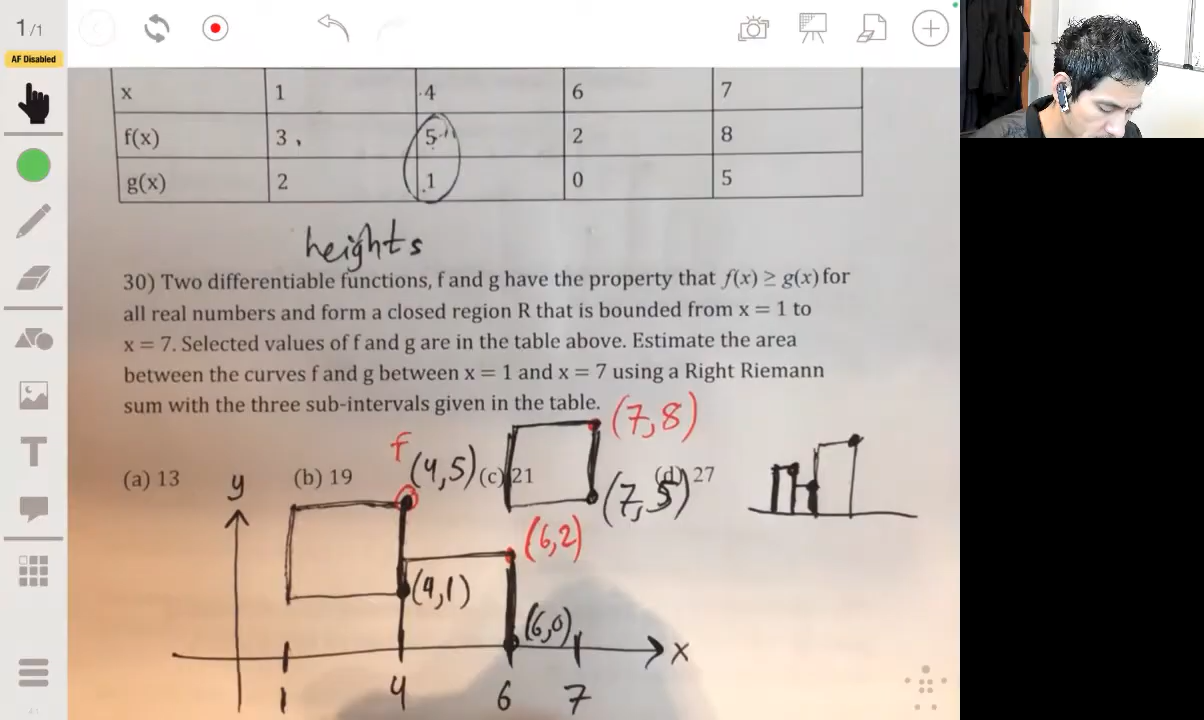 1/1
AF Disabled
x 1 4 6 7
f(x) 3 5 2 8
g(x) 2 1 0 5
heights
30) Two differentiable functions, f and g have the property that f(x) ≥ g(x) for
all real numbers and form a closed region R that is bounded from x = 1 to
x = 7. Selected values of f and g are in the table above. Estimate the area
between the curves f and g between x = 1 and x = 7 using a Right Riemann
sum with the three sub-intervals given in the table.
(7,8)
f
(4,5)
(a) 13 (b) 19 (c) 21 (d) 27
y
(7,5)
(6,2)
(4,1)
(6,0)
x
1 4 6 7
T